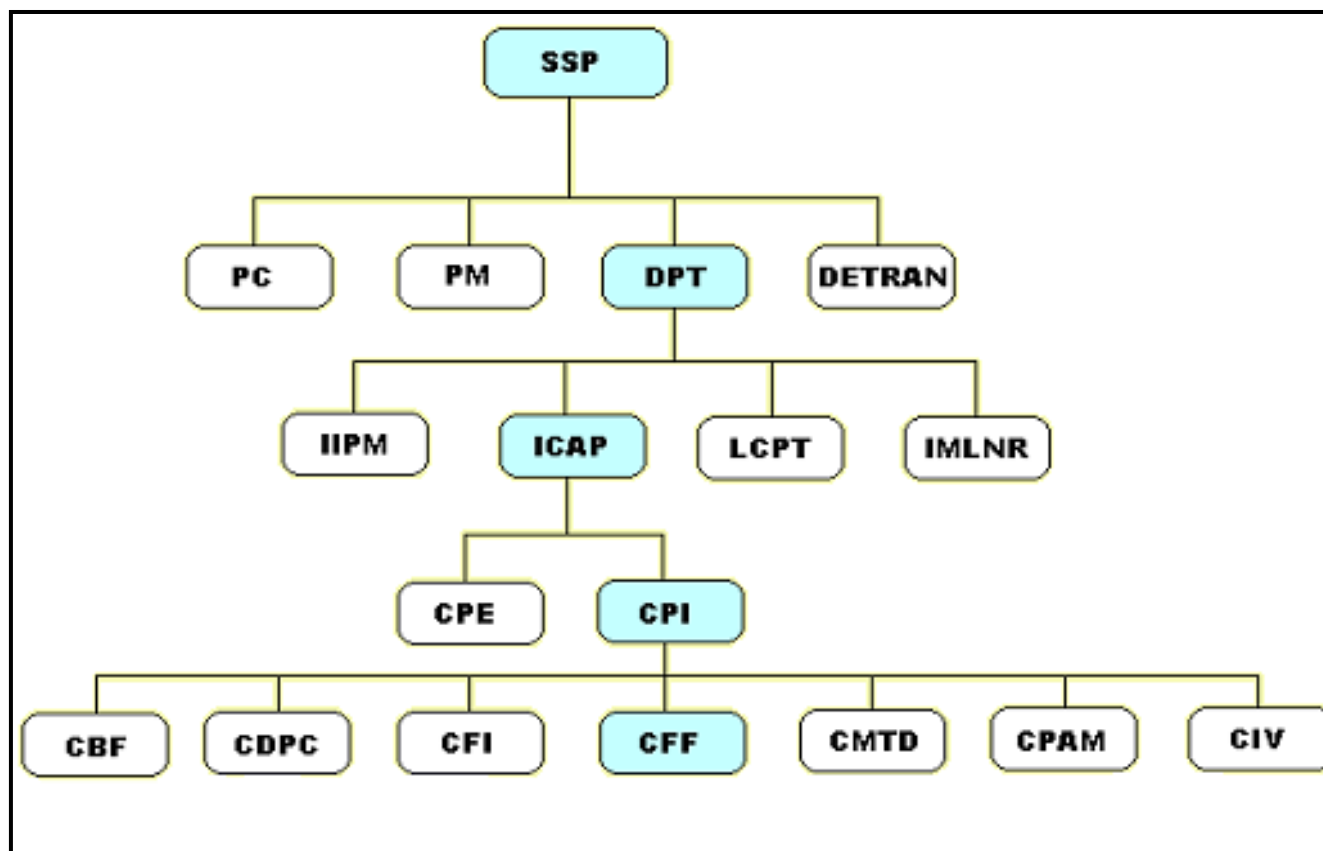 SSP
PC PM DPT DETRAN
IIPM ICAP LCPT IMLNR
CPE CPI
CBF CDPC CFI CFF CMTD CPAM CIV